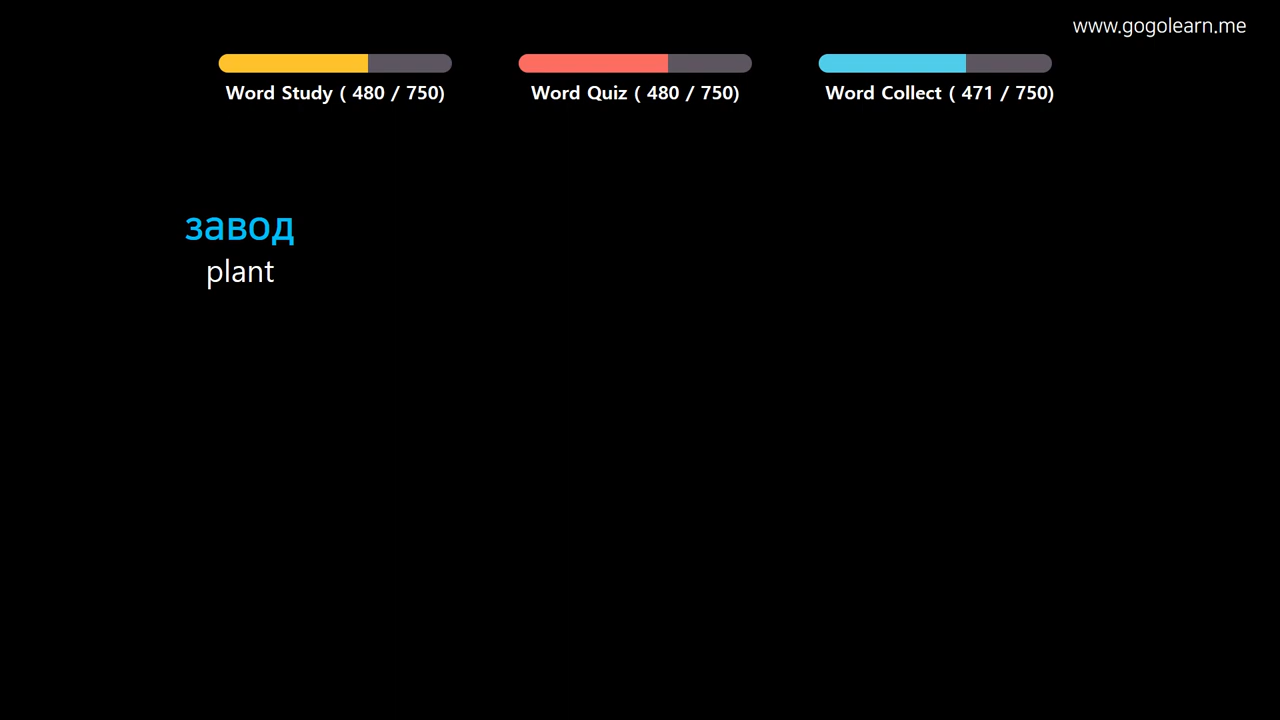 www.gogolearn.me
Word Study ( 480 / 750)
Word Quiz ( 480 / 750)
Word Collect ( 471 / 750)
завод
plant